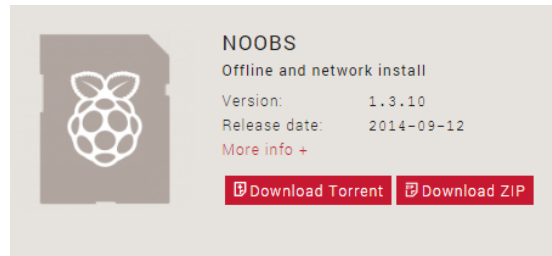 NOOBS
Offline and network install
Version: 1.3.10
Release date: 2014-09-12
More info +
Download Torrent Download ZIP